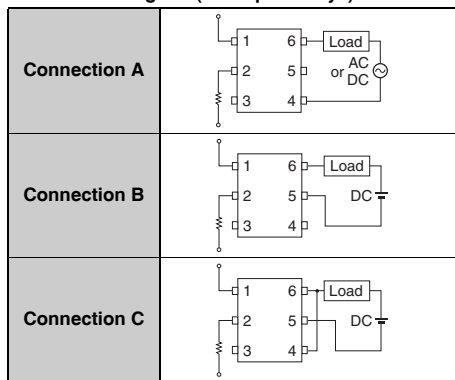 Connection A
1 6 Load
2 5 or AC DC
3 4
Connection B
1 6 Load
2 5 DC
3 4
Connection C
1 6 Load
2 5 DC
3 4